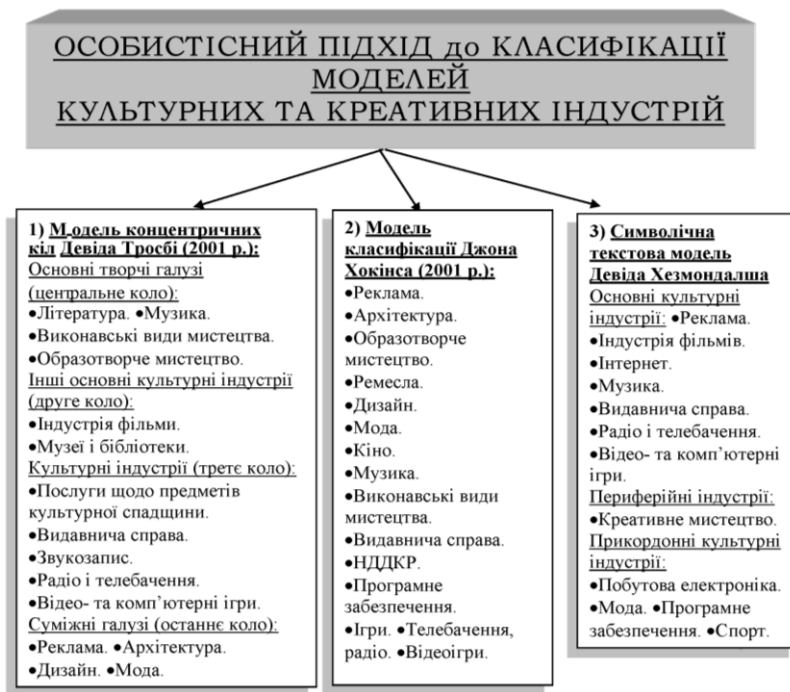 ОСОБИСТІСНИЙ ПІДХІД до КЛАСИФІКАЦІЇ
МОДЕЛЕЙ
КУЛЬТУРНИХ ТА КРЕАТИВНИХ ІНДУСТРІЙ
1) Модель концентричних
кіл Девіда Тросбі (2001 р.):
Основні творчі галузі
(центральне коло):
•Література. •Музика.
•Виконавські види мистецтва.
•Образотворче мистецтво.
Інші основні культурні індустрії
(друге коло):
•Індустрія фільми.
•Музеї і бібліотеки.
Культурні індустрії (третє коло):
•Послуги щодо предметів
культурної спадщини.
•Видавнича справа.
•Звукозапис.
•Радіо і телебачення.
•Відео- та комп’ютерні ігри.
Суміжні галузі (останнє коло):
•Реклама. •Архітектура.
•Дизайн. •Мода.
2) Модель
класифікації Джона
Хокінса (2001 р.):
•Реклама.
•Архітектура.
•Образотворче
мистецтво.
•Ремесла.
•Дизайн.
•Мода.
•Кіно.
•Музика.
•Виконавські види
мистецтва.
•Видавнича справа.
•НДДКР.
•Програмне
забезпечення.
•Ігри. •Телебачення,
радіо. •Відеоігри.
3) Символічна
текстова модель
Девіда Хезмондалша
Основні культурні
індустрії: •Реклама.
•Індустрія фільмів.
•Інтернет.
•Музика.
•Видавнича справа.
•Радіо і телебачення.
•Відео- та комп’ютерні
ігри.
Периферійні індустрії:
•Креативне мистецтво.
Прикордонні культурні
індустрії:
•Побутова електроніка.
•Мода. •Програмне
забезпечення. •Спорт.